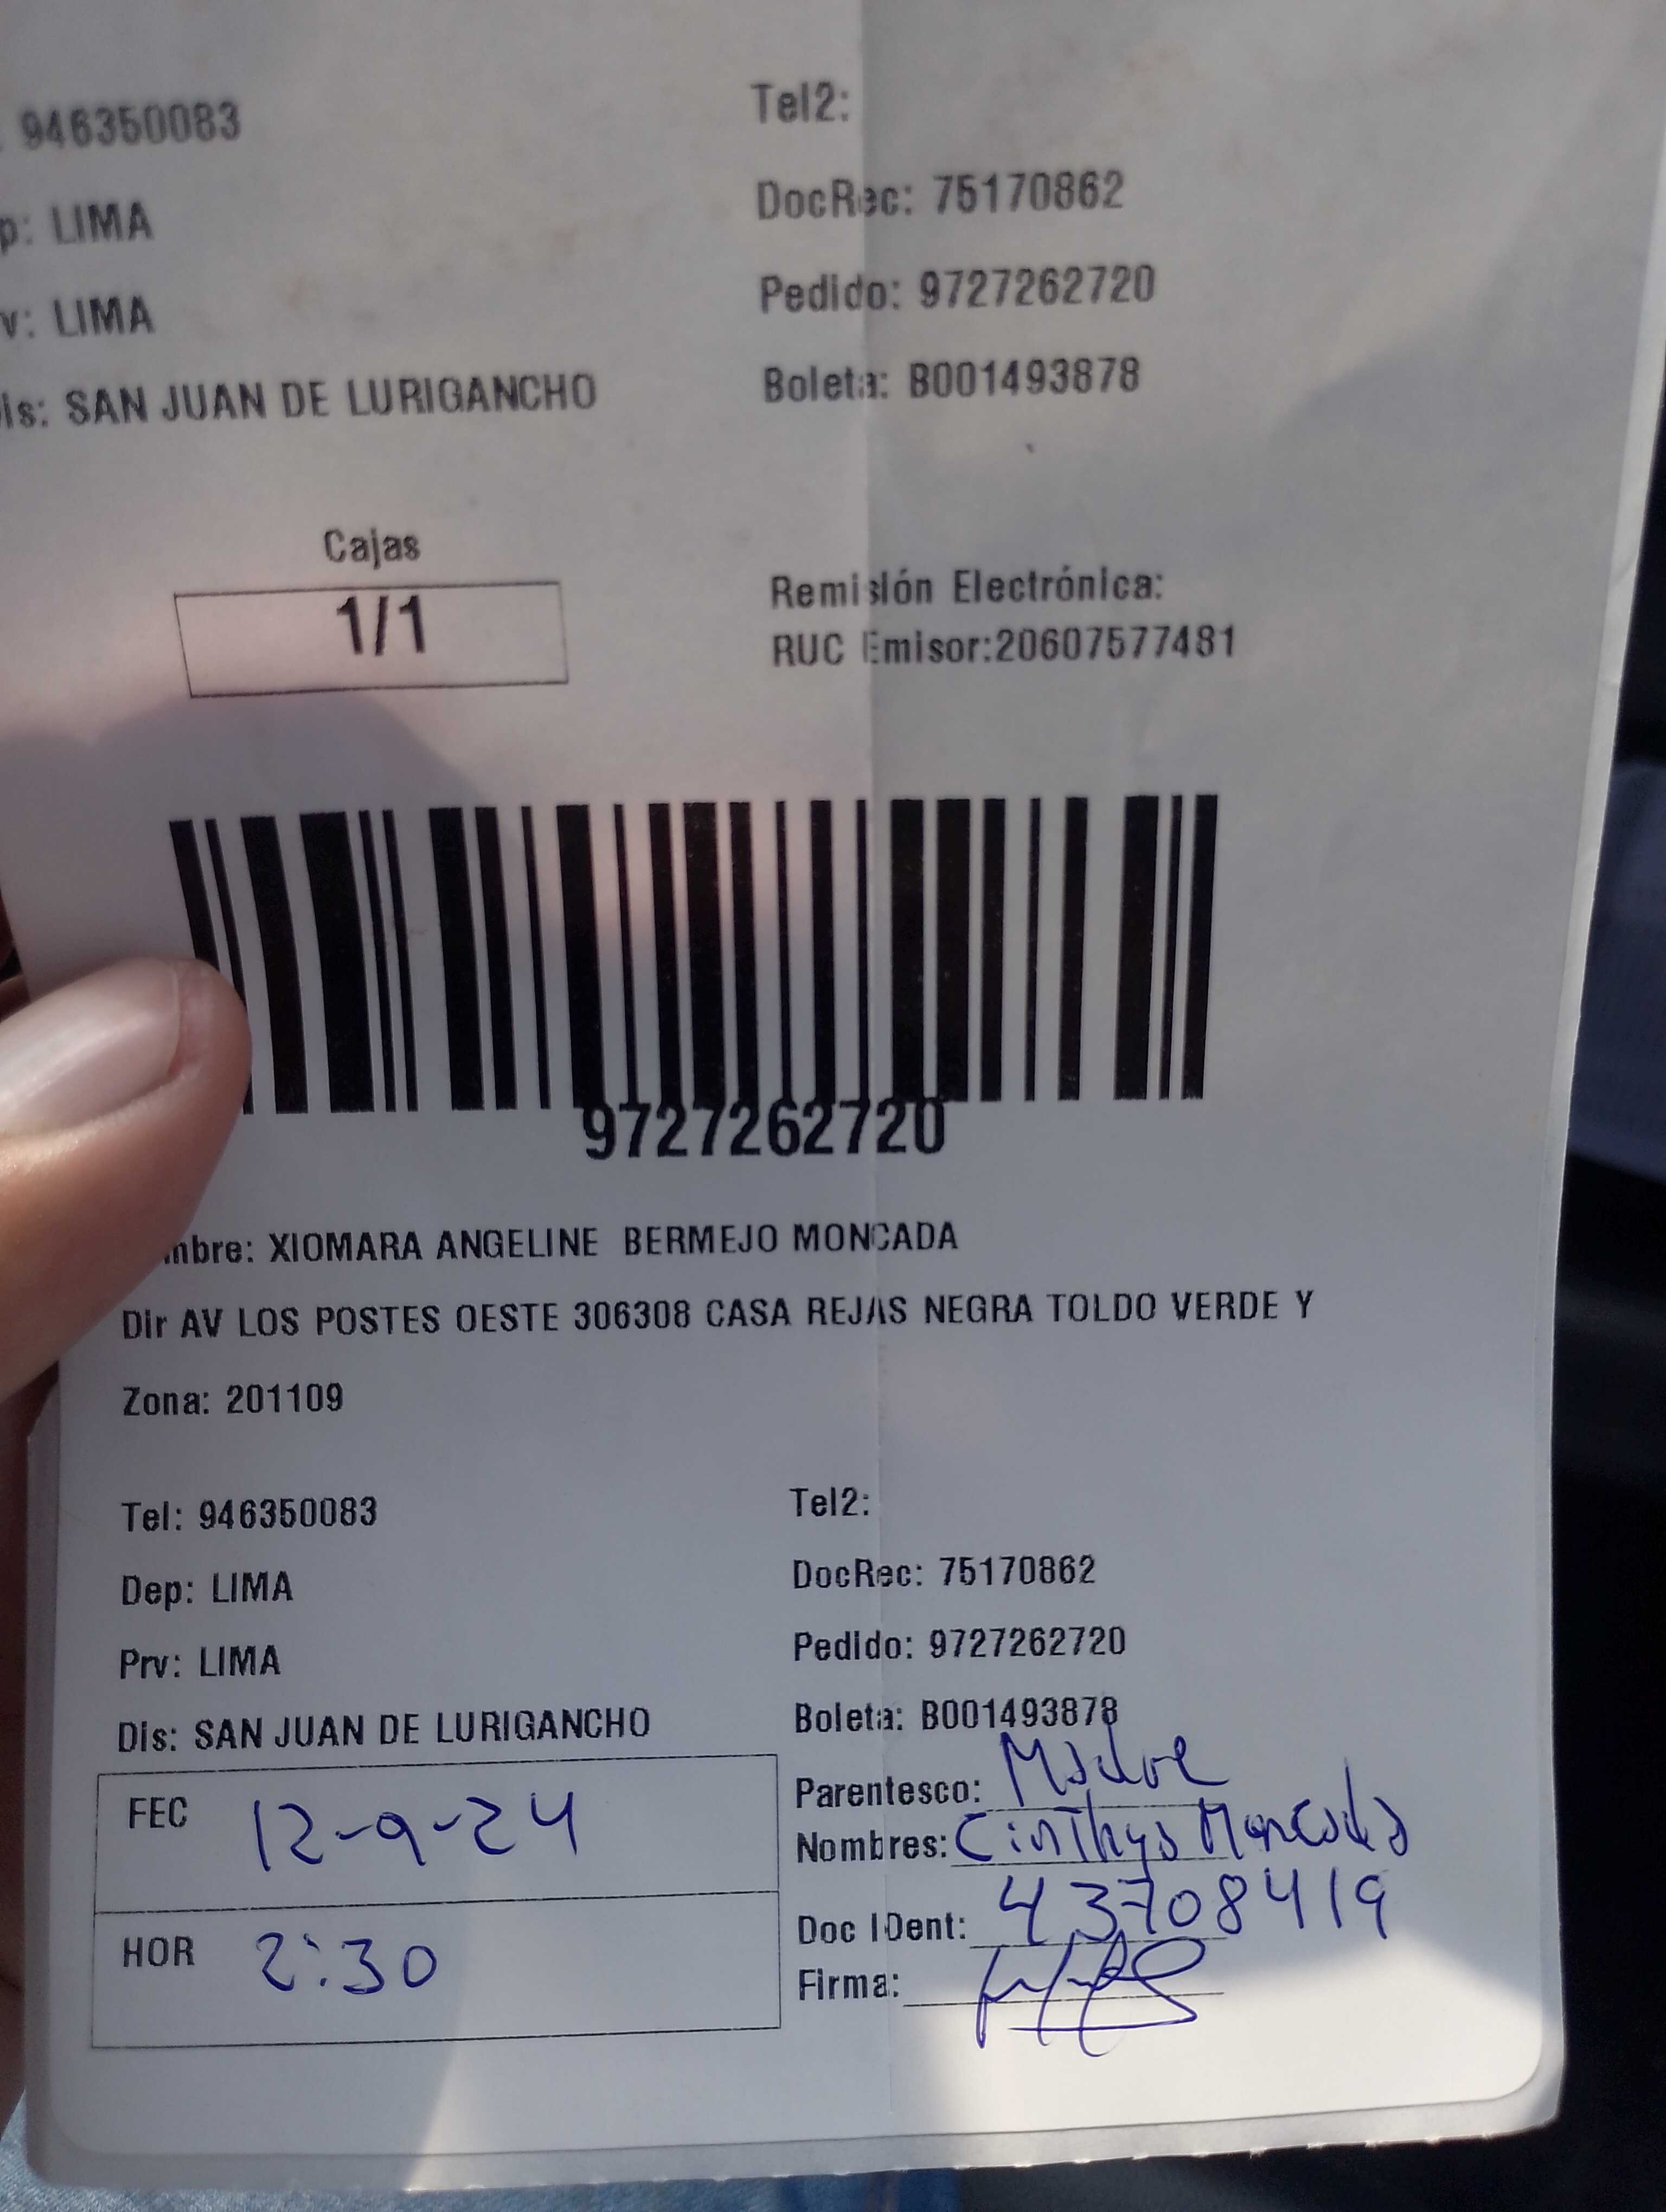 946350083 Tel2:
p: LIMA DocRec: 75170862
v: LIMA Pedido: 9727262720
is: SAN JUAN DE LURIGANCHO Boleta: B001493878
Cajas
1/1
Remisión Electrónica:
RUC Emisor:20607577481
9727262720
mbre: XIOMARA ANGELINE BERMEJO MONCADA
Dir AV LOS POSTES OESTE 306308 CASA REJAS NEGRA TOLDO VERDE Y
Zona: 201109
Tel: 946350083 Tel2:
Dep: LIMA DocRec: 75170862
Prv: LIMA Pedido: 9727262720
Dis: SAN JUAN DE LURIGANCHO Boleta: B001493878
FEC 12-9-24
HOR 2:30
Parentesco: Madre
Nombres: Cinthya Moncada
Doc IDent: 43708419
Firma: